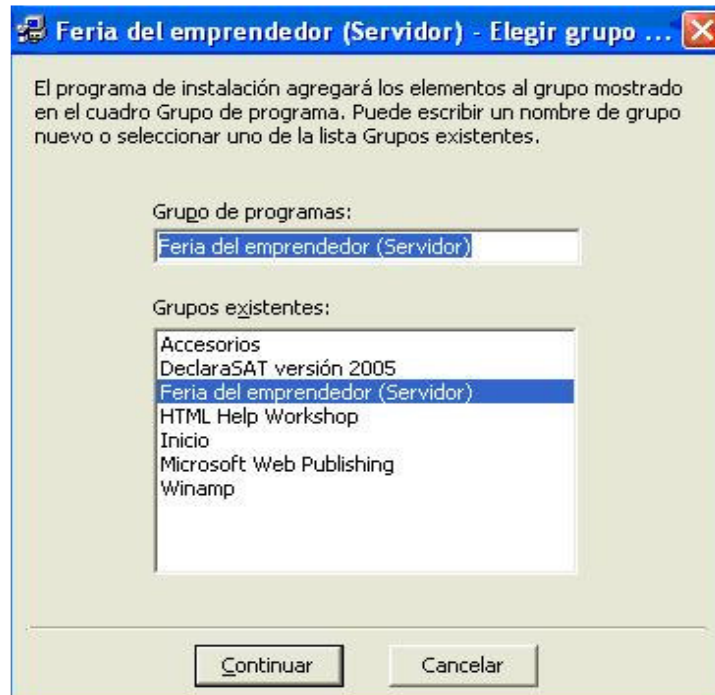 Feria del emprendedor (Servidor) - Elegir grupo ...
El programa de instalación agregará los elementos al grupo mostrado
en el cuadro Grupo de programa. Puede escribir un nombre de grupo
nuevo o seleccionar uno de la lista Grupos existentes.
Grupo de programas:
Feria del emprendedor (Servidor)
Grupos existentes:
Accesorios
DeclaraSAT versión 2005
Feria del emprendedor (Servidor)
HTML Help Workshop
Inicio
Microsoft Web Publishing
Winamp
Continuar
Cancelar